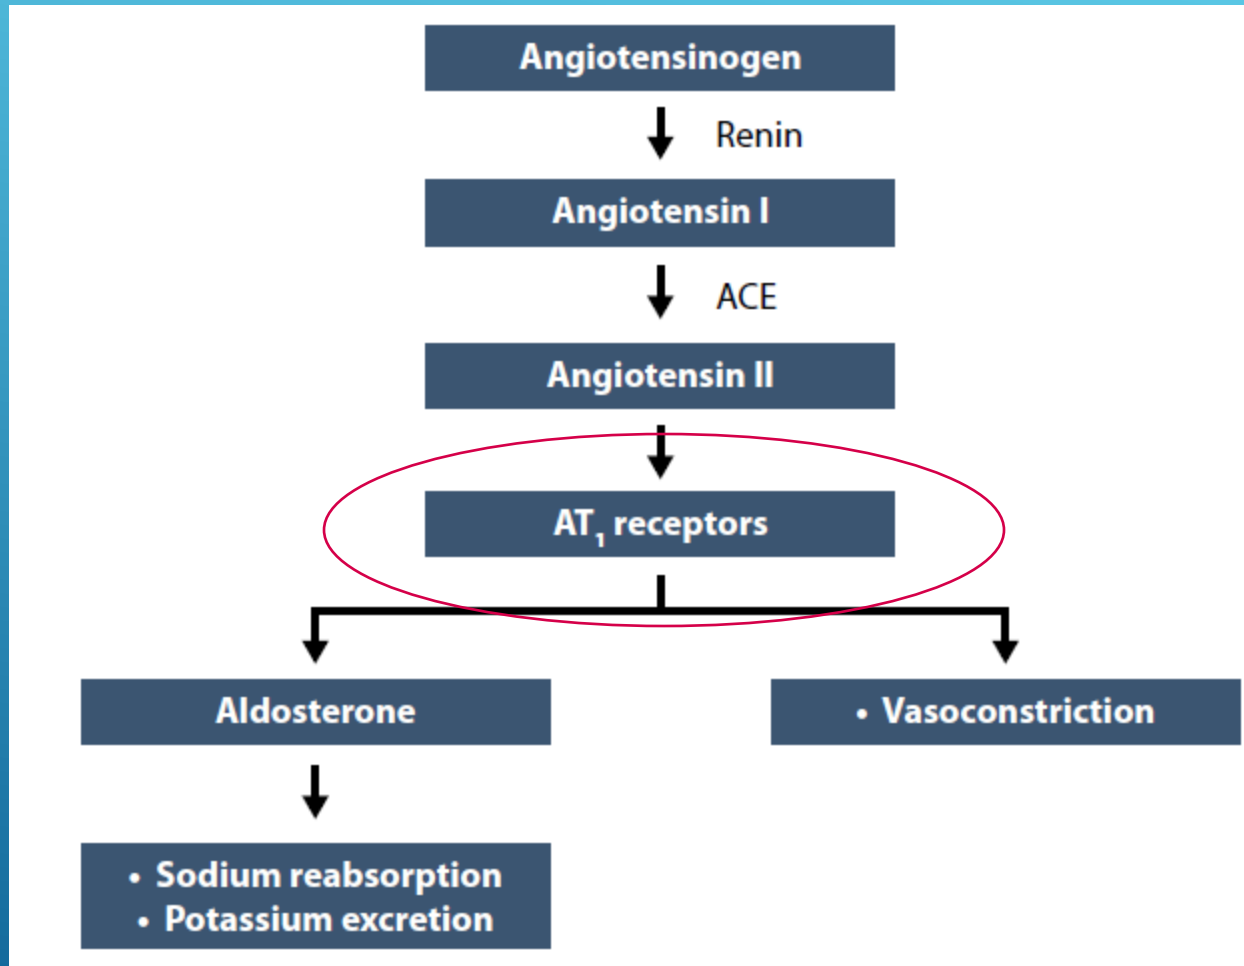 Angiotensinogen
Renin
Angiotensin I
ACE
Angiotensin II
AT₁ receptors
Aldosterone
• Vasoconstriction
• Sodium reabsorption
• Potassium excretion